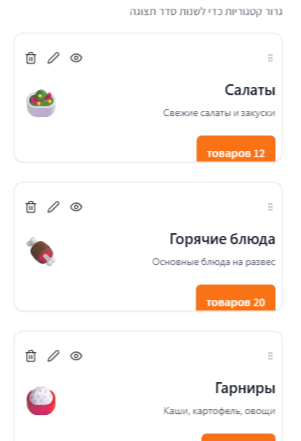 גרור קטגוריות כדי לשנות סדר תצוגה
Салаты
Свежие салаты и закуски
товаров 12
Горячие блюда
Основные блюда на развес
товаров 20
Гарниры
Каши, картофель, овощи